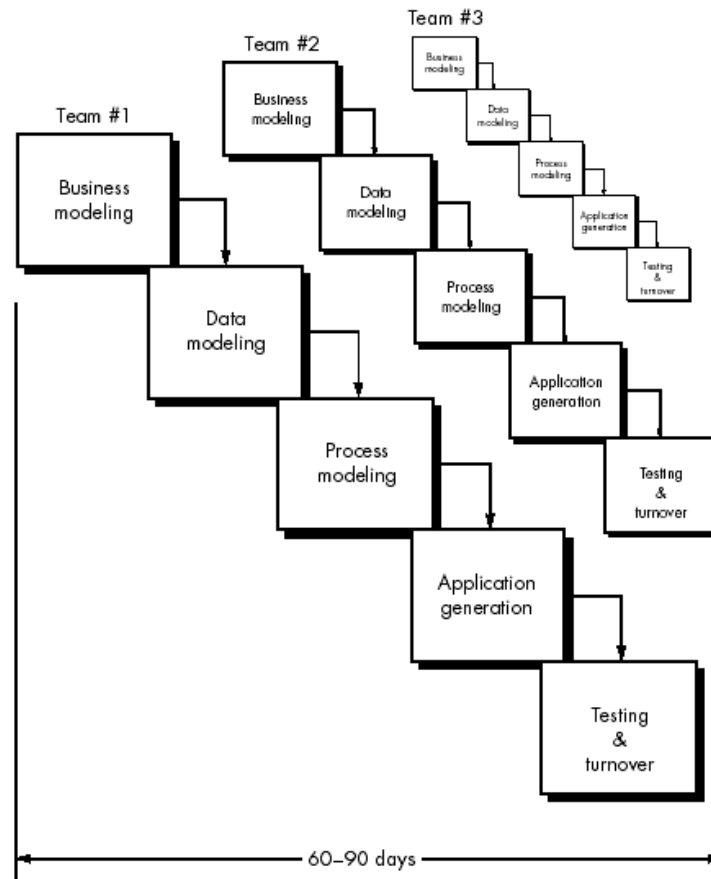 Team #1
Business
modeling
Data
modeling
Process
modeling
Application
generation
Testing
&
turnover
Team #2
Business
modeling
Data
modeling
Process
modeling
Application
generation
Testing
&
turnover
Team #3
Business
modeling
Data
modeling
Process
modeling
Application
generation
Testing
&
turnover
60–90 days